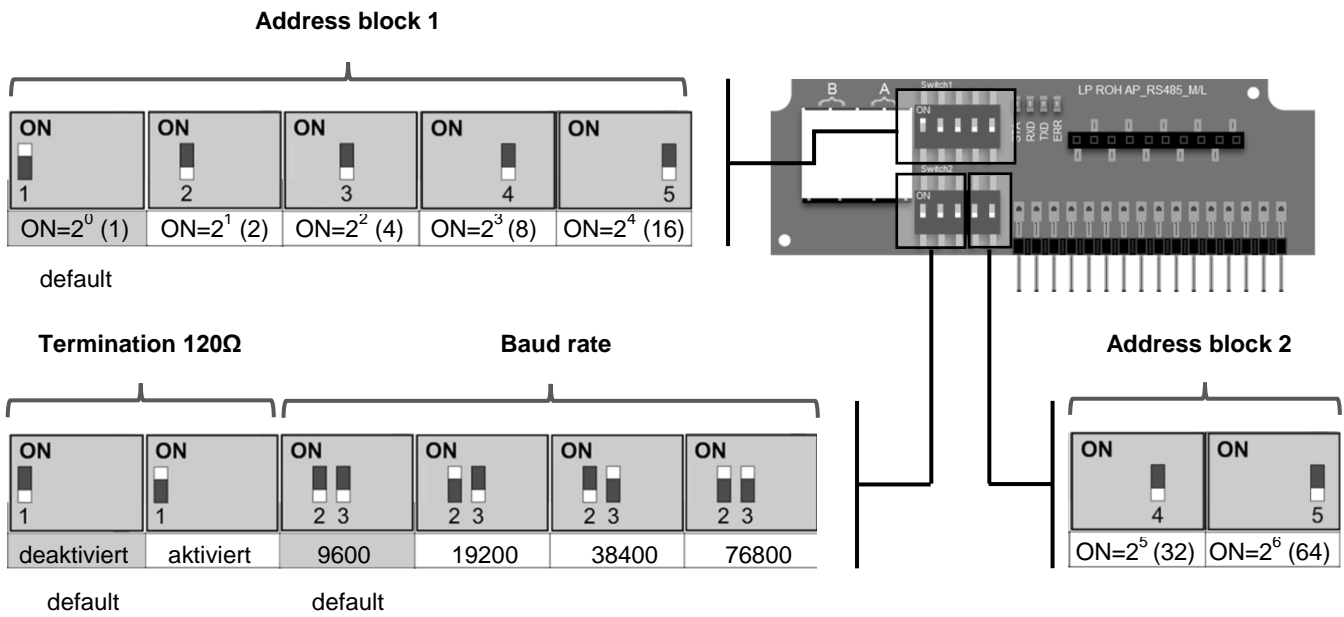 Address block 1
ON ON ON ON ON
1 2 3 4 5
ON=2⁰ (1) ON=2¹ (2) ON=2² (4) ON=2³ (8) ON=2⁴ (16)
default
B A Switch1 LP ROH AP_RS485_M/L
ON
STA RXD TXD ERR
Switch2
ON
Termination 120Ω Baud rate Address block 2
ON ON ON ON ON ON ON ON
1 1 2 3 2 3 2 3 2 3 4 5
deaktiviert aktiviert 9600 19200 38400 76800 ON=2⁵ (32) ON=2⁶ (64)
default default